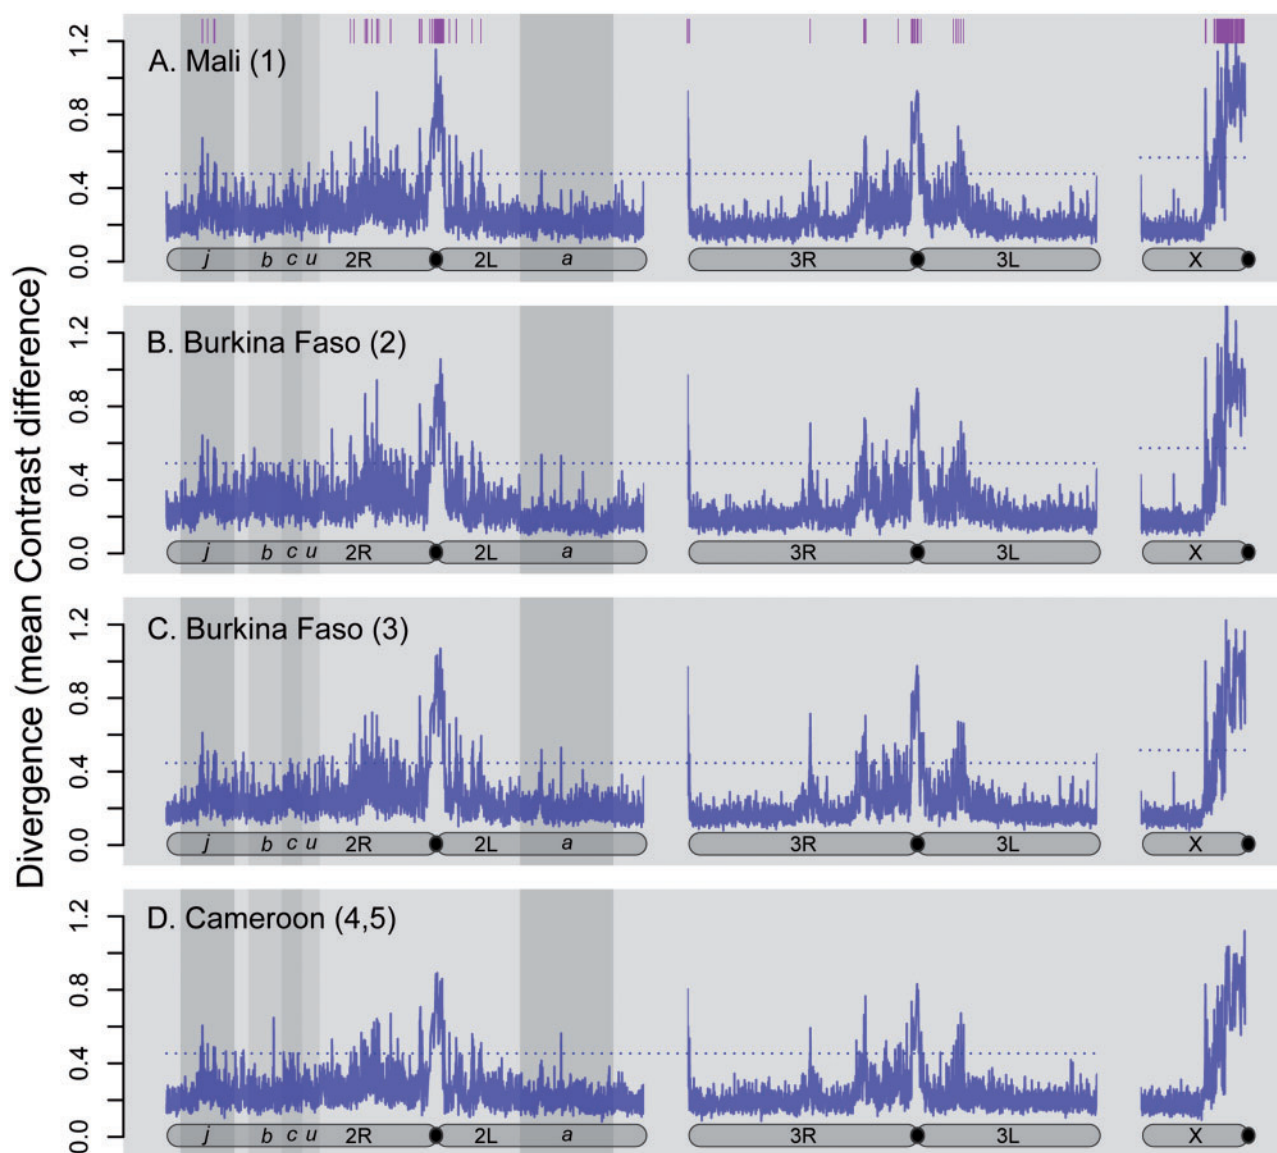 Divergence (mean Contrast difference)
A. Mali (1)
1.2
0.8
0.4
0.0
j b c u 2R 2L a 3R 3L X
B. Burkina Faso (2)
1.2
0.8
0.4
0.0
j b c u 2R 2L a 3R 3L X
C. Burkina Faso (3)
1.2
0.8
0.4
0.0
j b c u 2R 2L a 3R 3L X
D. Cameroon (4,5)
1.2
0.8
0.4
0.0
j b c u 2R 2L a 3R 3L X